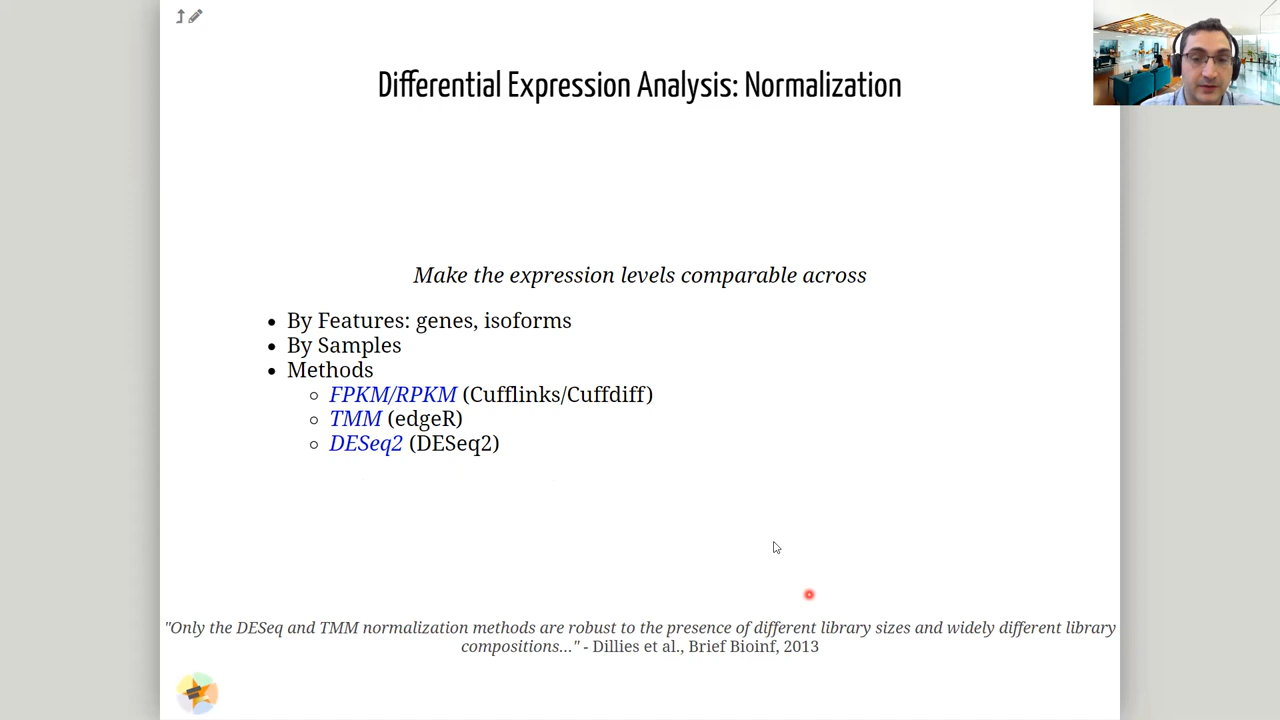 Differential Expression Analysis: Normalization
Make the expression levels comparable across
By Features: genes, isoforms
By Samples
Methods
FPKM/RPKM (Cufflinks/Cuffdiff)
TMM (edgeR)
DESeq2 (DESeq2)
"Only the DESeq and TMM normalization methods are robust to the presence of different library sizes and widely different library
compositions..." - Dillies et al., Brief Bioinf, 2013